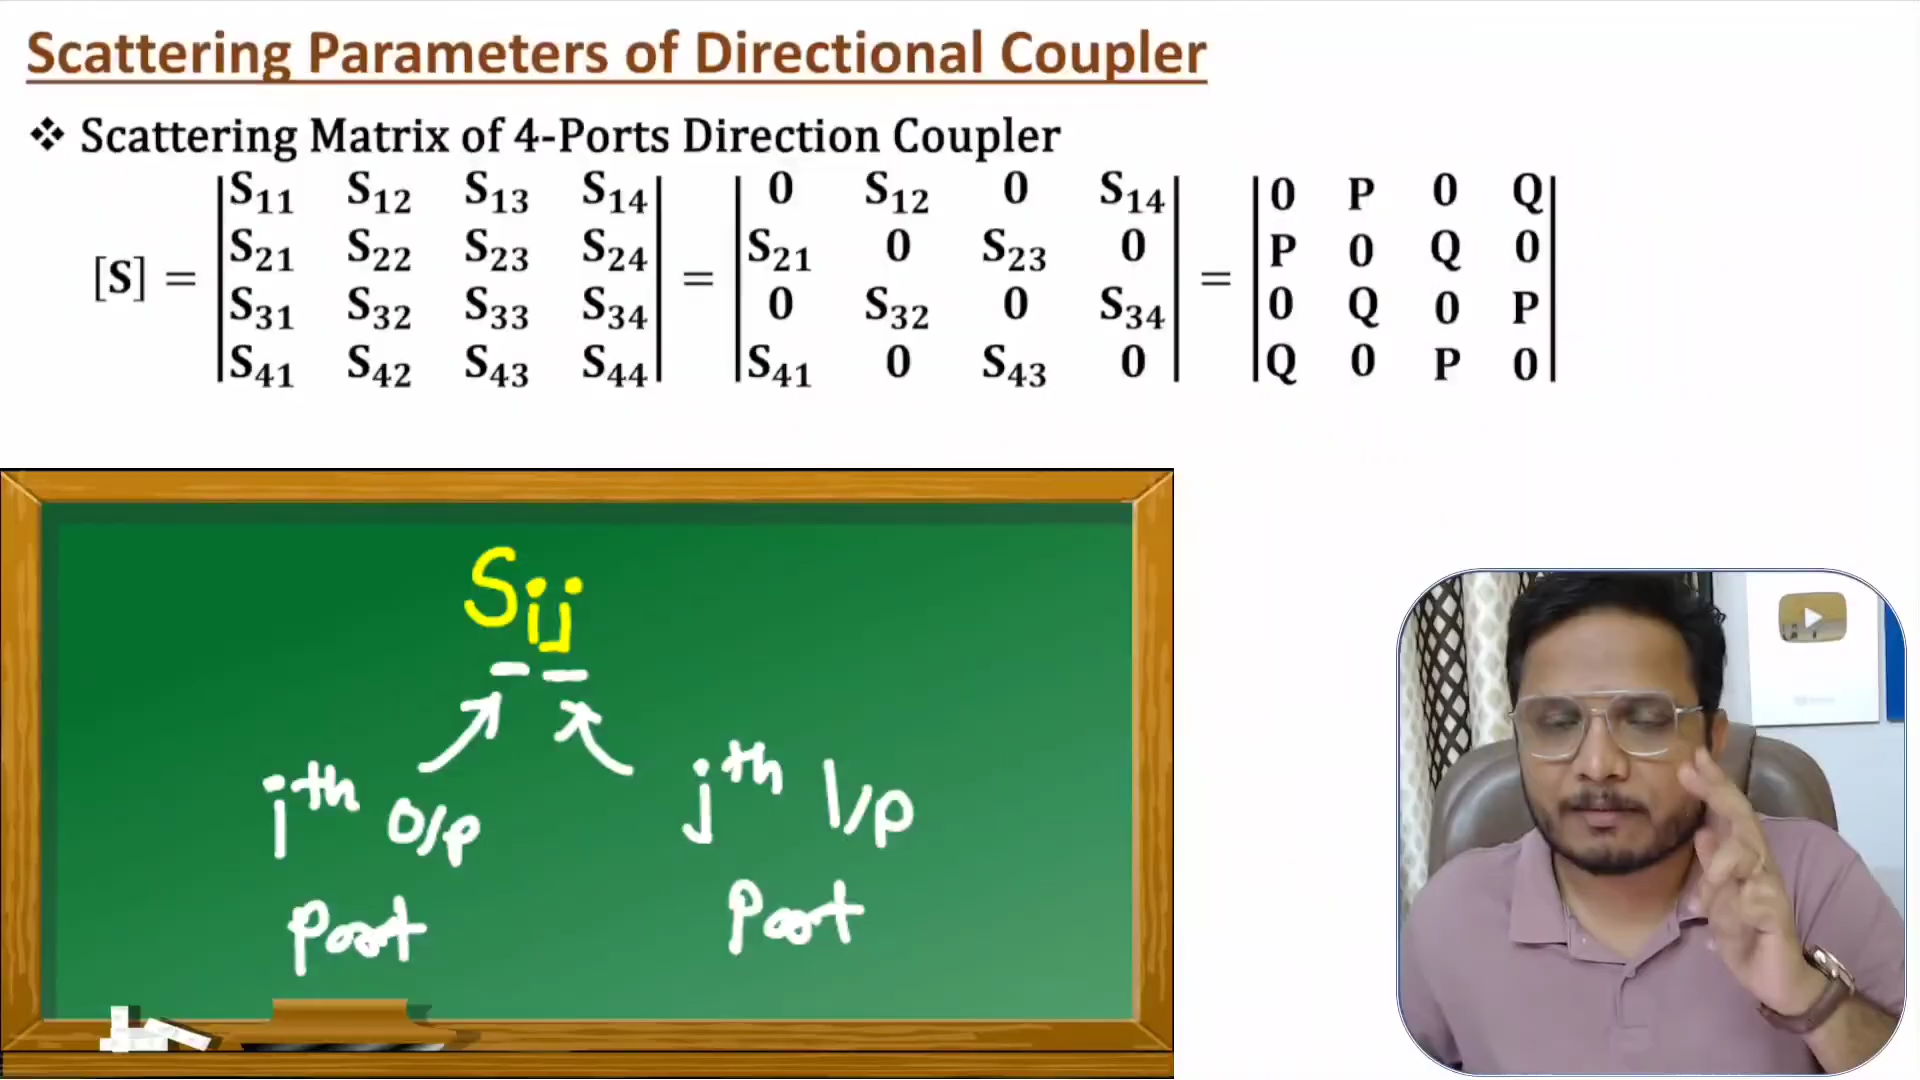 Scattering Parameters of Directional Coupler
❖ Scattering Matrix of 4-Ports Direction Coupler
[S] = |S₁₁ S₁₂ S₁₃ S₁₄| = |0 S₁₂ 0 S₁₄| = |0 P 0 Q|
|S₂₁ S₂₂ S₂₃ S₂₄| |S₂₁ 0 S₂₃ 0| |P 0 Q 0|
|S₃₁ S₃₂ S₃₃ S₃₄| |0 S₃₂ 0 S₃₄| |0 Q 0 P|
|S₄₁ S₄₂ S₄₃ S₄₄| |S₄₁ 0 S₄₃ 0| |Q 0 P 0|
Sij
ith O/P
Port
jth I/P
Port